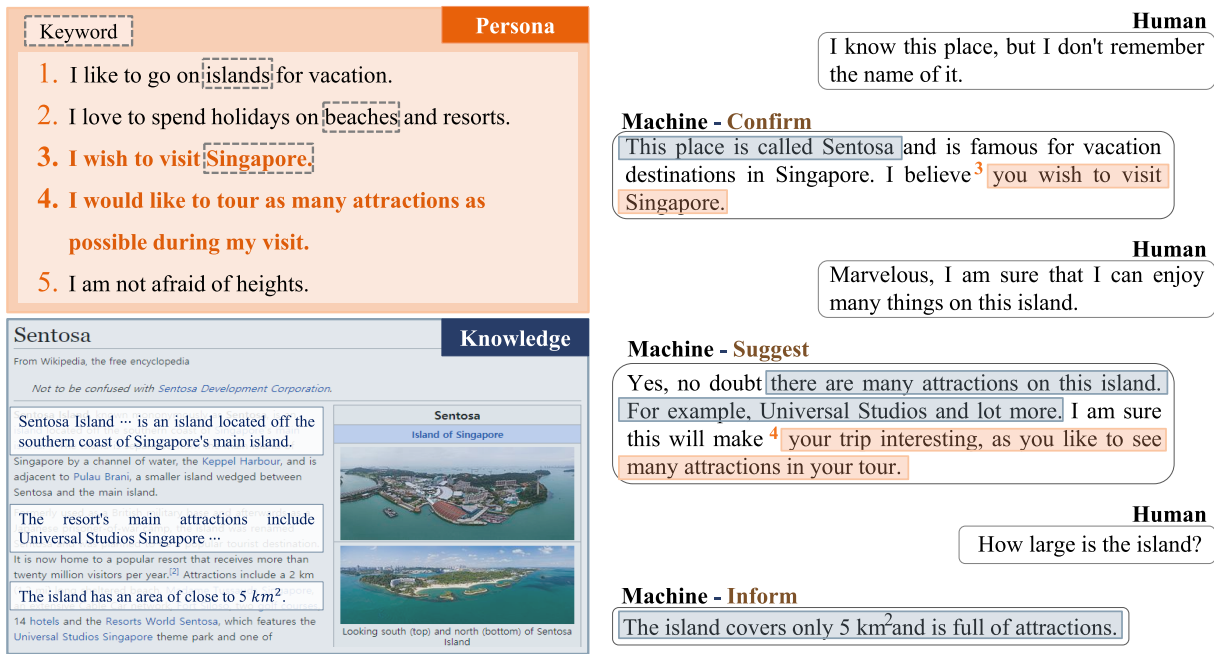 Keyword
Persona
1. I like to go on islands for vacation.
2. I love to spend holidays on beaches and resorts.
3. I wish to visit Singapore.
4. I would like to tour as many attractions as
possible during my visit.
5. I am not afraid of heights.
Sentosa
Knowledge
From Wikipedia, the free encyclopedia
Not to be confused with Sentosa Development Corporation.
Sentosa Island ··· is an island located off the
southern coast of Singapore's main island.
Singapore by a channel of water, the Keppel Harbour, and is
adjacent to Pulau Brani, a smaller island wedged between
Sentosa and the main island.
The resort's main attractions include
Universal Studios Singapore ···
It is now home to a popular resort that receives more than
twenty million visitors per year.[2] Attractions include a 2 km
The island has an area of close to 5 km².
14 hotels and the Resorts World Sentosa, which features the
Universal Studios Singapore theme park and one of
Sentosa
Island of Singapore
Looking south (top) and north (bottom) of Sentosa
Island
Human
I know this place, but I don't remember
the name of it.
Machine - Confirm
This place is called Sentosa and is famous for vacation
destinations in Singapore. I believe 3 you wish to visit
Singapore.
Human
Marvelous, I am sure that I can enjoy
many things on this island.
Machine - Suggest
Yes, no doubt there are many attractions on this island.
For example, Universal Studios and lot more. I am sure
this will make 4 your trip interesting, as you like to see
many attractions in your tour.
Human
How large is the island?
Machine - Inform
The island covers only 5 km² and is full of attractions.